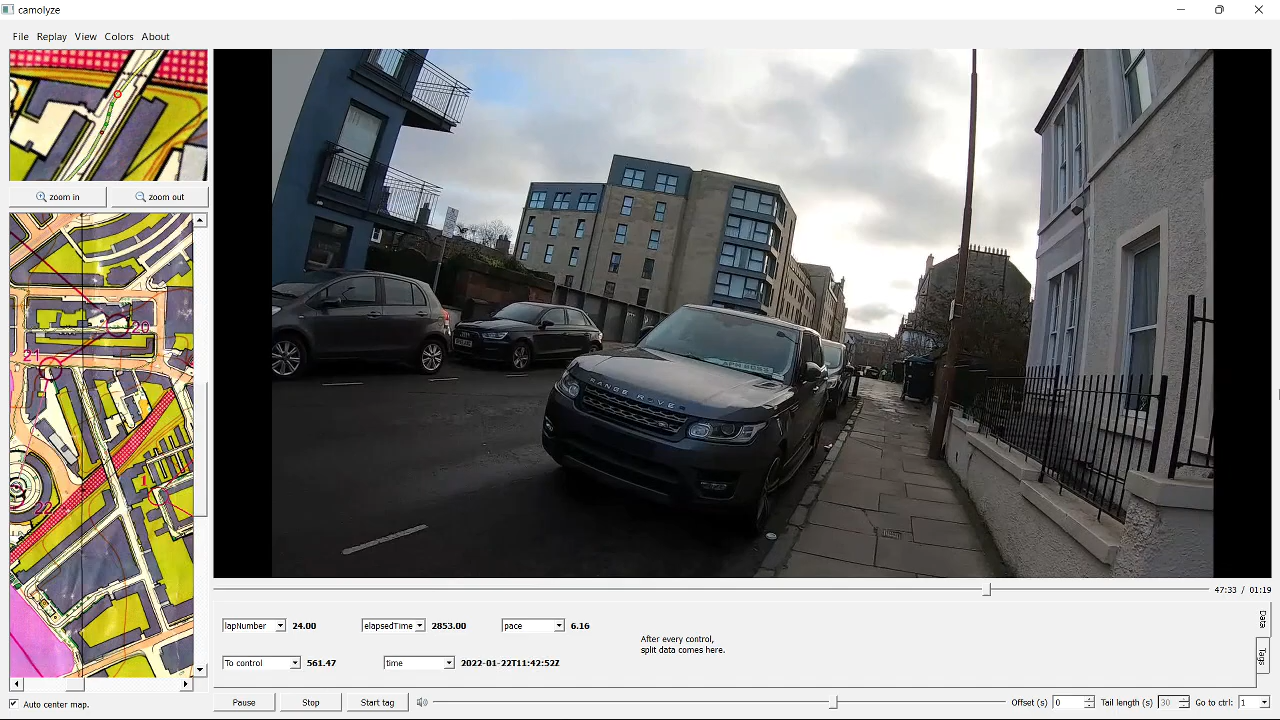 camolyze
File Replay View Colors About
zoom in zoom out
20
21
1
22
RANGE ROVER
47:33 / 01:19
lapNumber 24.00 elapsedTime 2853.00 pace 6.16
After every control,
split data comes here.
To control 561.47 time 2022-01-22T11:42:52Z
Data
Tags
Auto center map.
Pause Stop Start tag Offset (s) 0 Tail length (s) 30 Go to ctrl: 1